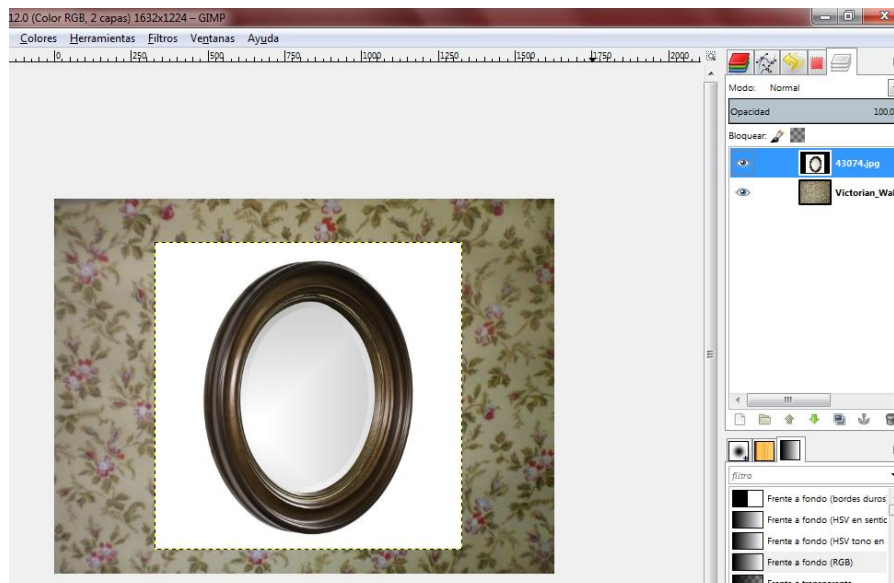 12.0 (Color RGB, 2 capas) 1632x1224 – GIMP
Colores Herramientas Filtros Ventanas Ayuda
0 250 500 750 1000 1250 1500 1750 2000
Modo: Normal
Opacidad 100,0
Bloquear:
43074.jpg
Victorian_Wal
filtro
Frente a fondo (bordes duros)
Frente a fondo (HSV en sentic
Frente a fondo (HSV tono en
Frente a fondo (RGB)
Frente a transparente